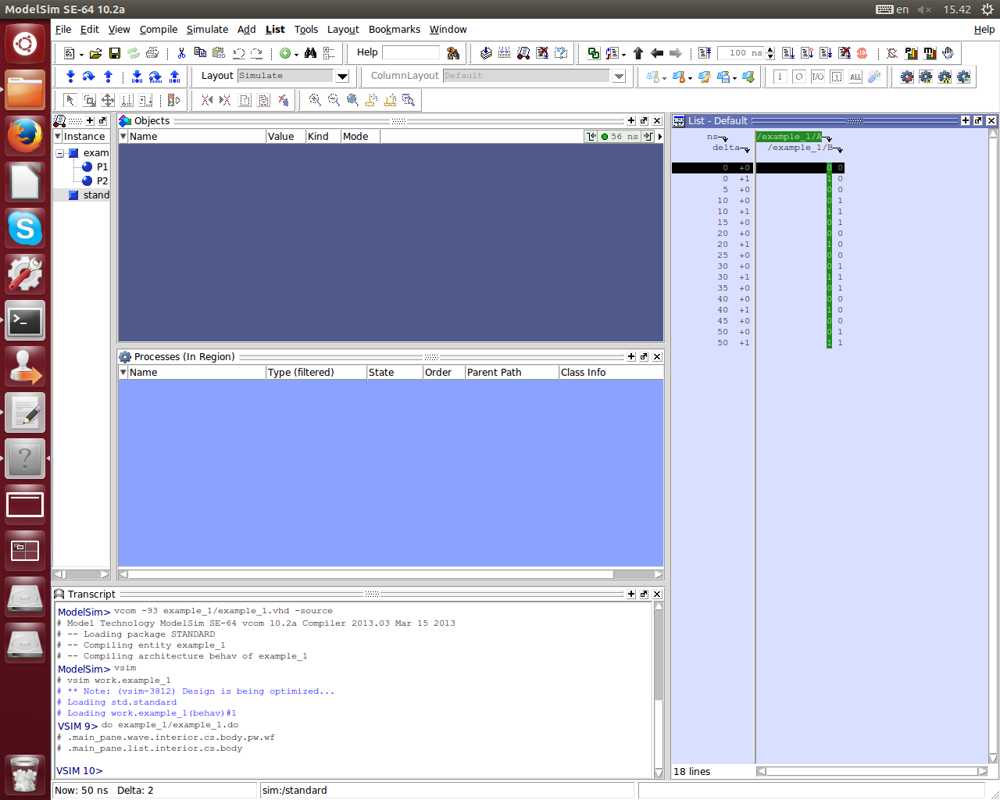 ModelSim SE-64 10.2a
en
15.42
File Edit View Compile Simulate Add List Tools Layout Bookmarks Window Help
Help
100 ns
Layout Simulate
ColumnLayout Default
Instance
exam
P1
P2
stand
Objects
Name Value Kind Mode
56 ns
Processes (In Region)
Name Type (filtered) State Order Parent Path Class Info
List - Default
ns /example_1/A
delta /example_1/B
0 +0 0 0
0 +1 1 0
5 +0 0 0
10 +0 0 1
10 +1 1 1
15 +0 0 1
20 +0 0 0
20 +1 1 0
25 +0 0 0
30 +0 0 1
30 +1 1 1
35 +0 0 1
40 +0 0 0
40 +1 1 0
45 +0 0 0
50 +0 0 1
50 +1 1 1
18 lines
Transcript
ModelSim> vcom -93 example_1/example_1.vhd -source
# Model Technology ModelSim SE-64 vcom 10.2a Compiler 2013.03 Mar 15 2013
# -- Loading package STANDARD
# -- Compiling entity example_1
# -- Compiling architecture behav of example_1
ModelSim> vsim
# vsim work.example_1
# ** Note: (vsim-3812) Design is being optimized...
# Loading std.standard
# Loading work.example_1(behav)#1
VSIM 9> do example_1/example_1.do
# .main_pane.wave.interior.cs.body.pw.wf
# .main_pane.list.interior.cs.body
VSIM 10>
Now: 50 ns Delta: 2
sim:/standard